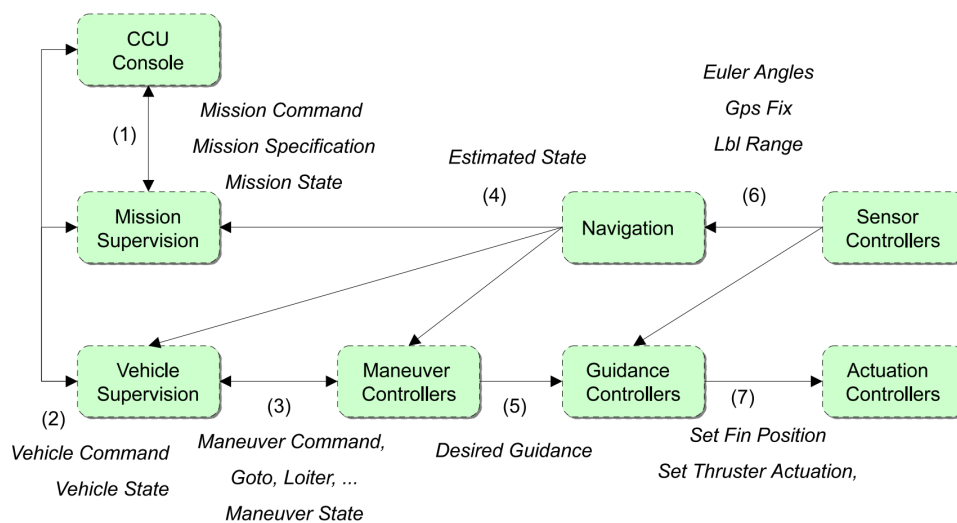 CCU
Console
(1)
Mission Command
Mission Specification
Mission State
Euler Angles
Gps Fix
Lbl Range
Estimated State
(4)
(6)
Mission
Supervision
Navigation
Sensor
Controllers
Vehicle
Supervision
Maneuver
Controllers
Guidance
Controllers
Actuation
Controllers
(2)
Vehicle Command
Vehicle State
(3)
Maneuver Command,
Goto, Loiter, ...
Maneuver State
(5)
Desired Guidance
(7)
Set Fin Position
Set Thruster Actuation,